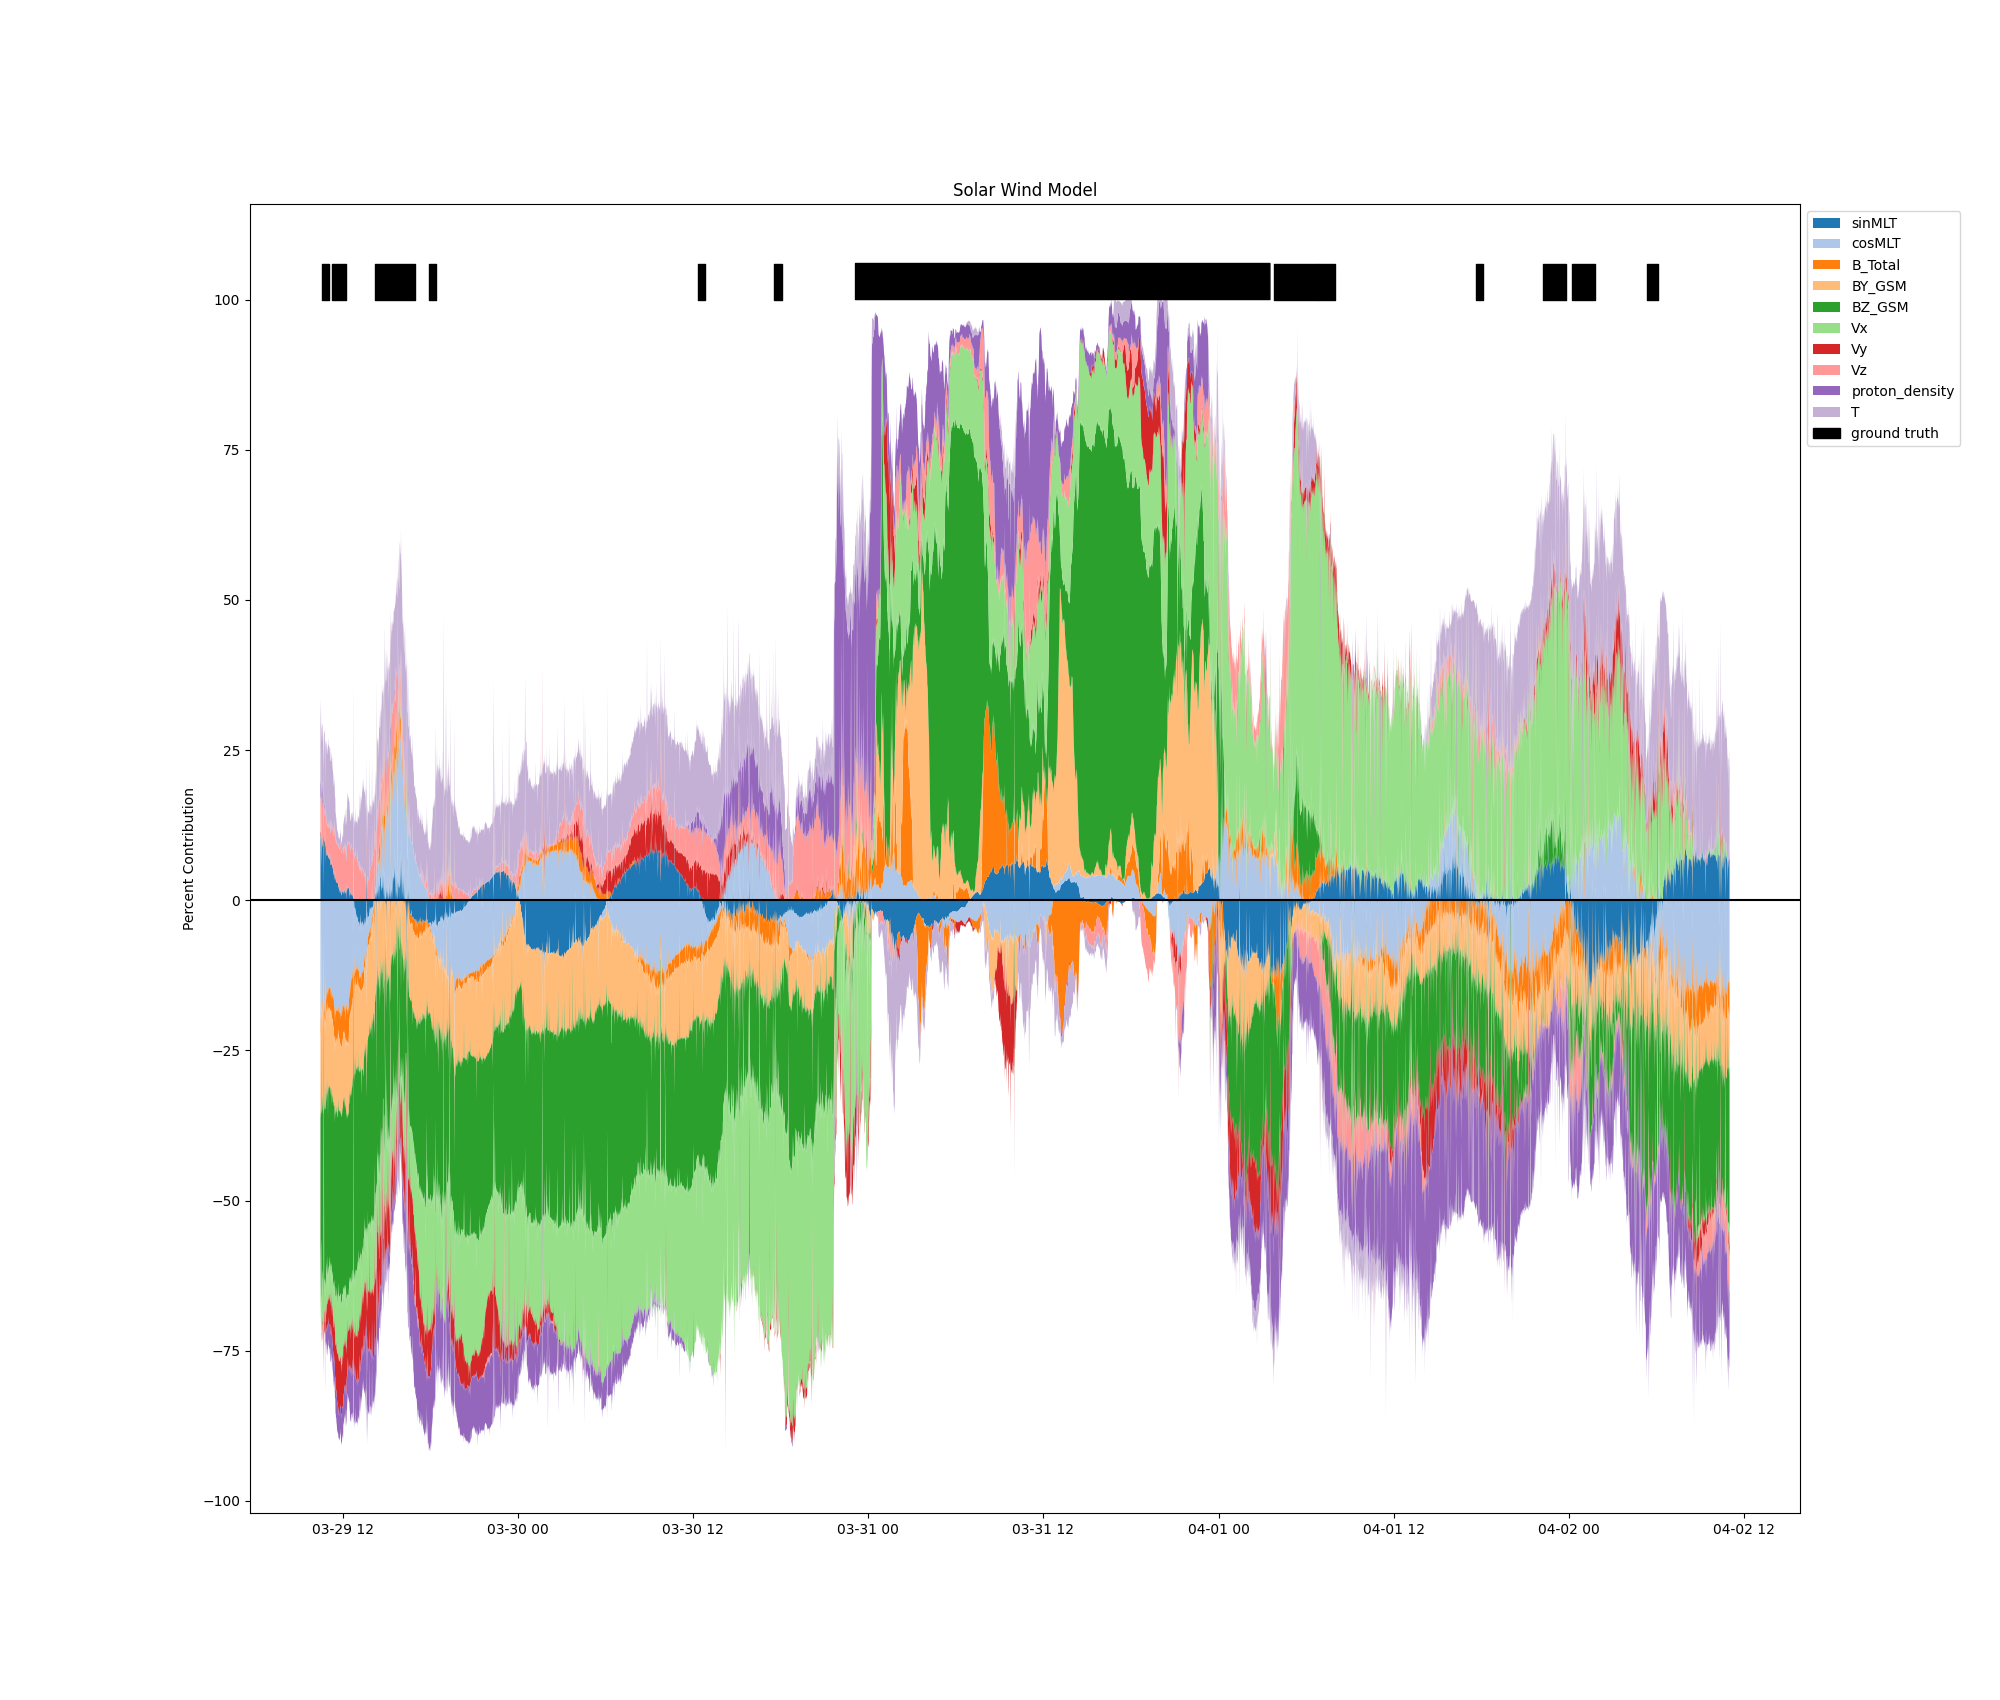 Solar Wind Model
sinMLT
cosMLT
B_Total
BY_GSM
BZ_GSM
Vx
Vy
Vz
proton_density
T
ground truth
Percent Contribution
100
75
50
25
0
−25
−50
−75
−100
03-29 12
03-30 00
03-30 12
03-31 00
03-31 12
04-01 00
04-01 12
04-02 00
04-02 12